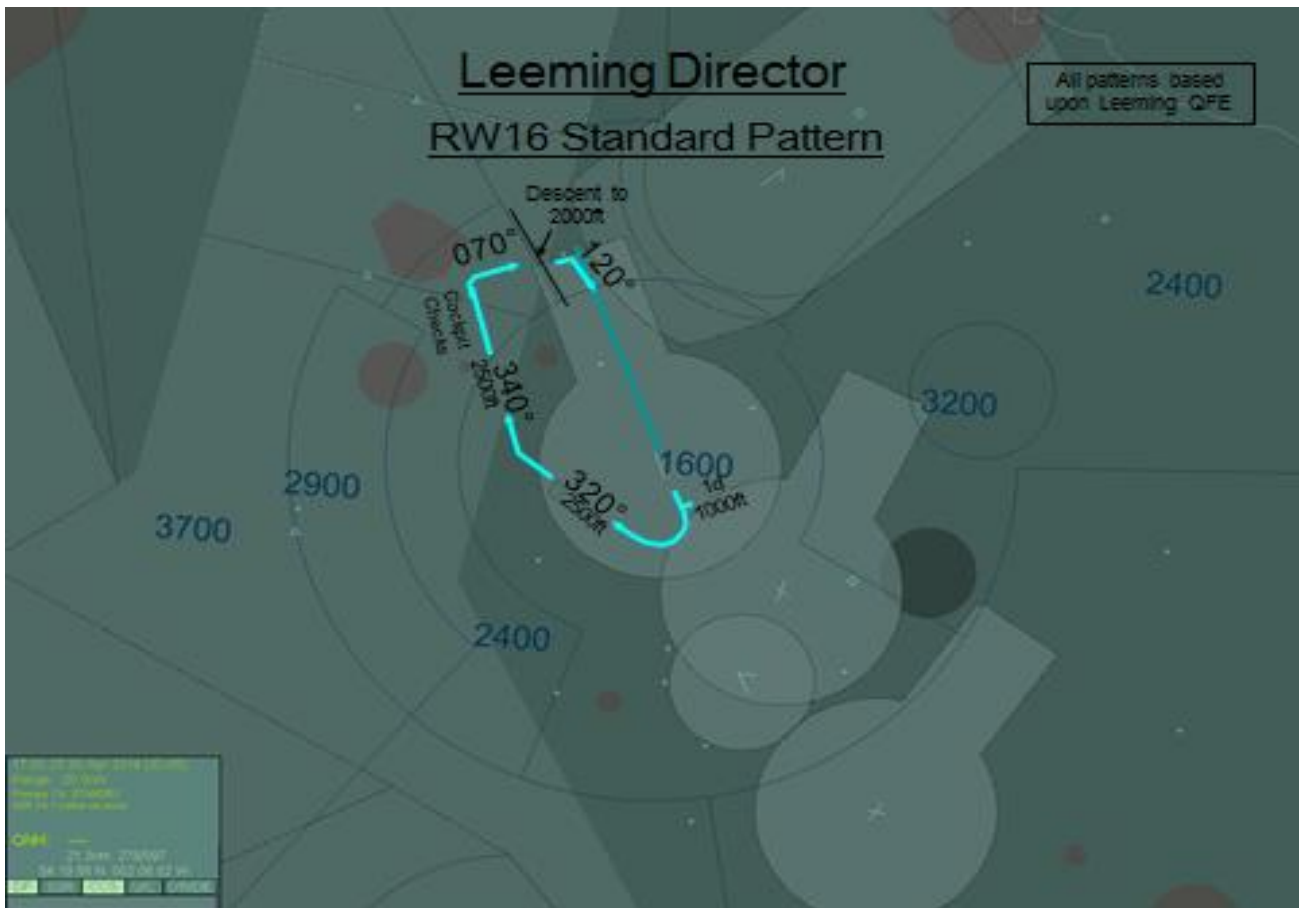 Leeming Director
RW16 Standard Pattern
All patterns based
upon Leeming QFE
Descent to
2000ft
070°
120°
Cockpit
Checks
340°
2500ft
320°
2500ft
1d
1000ft
1600
2400
3200
2900
3700
2400
QNH: ---